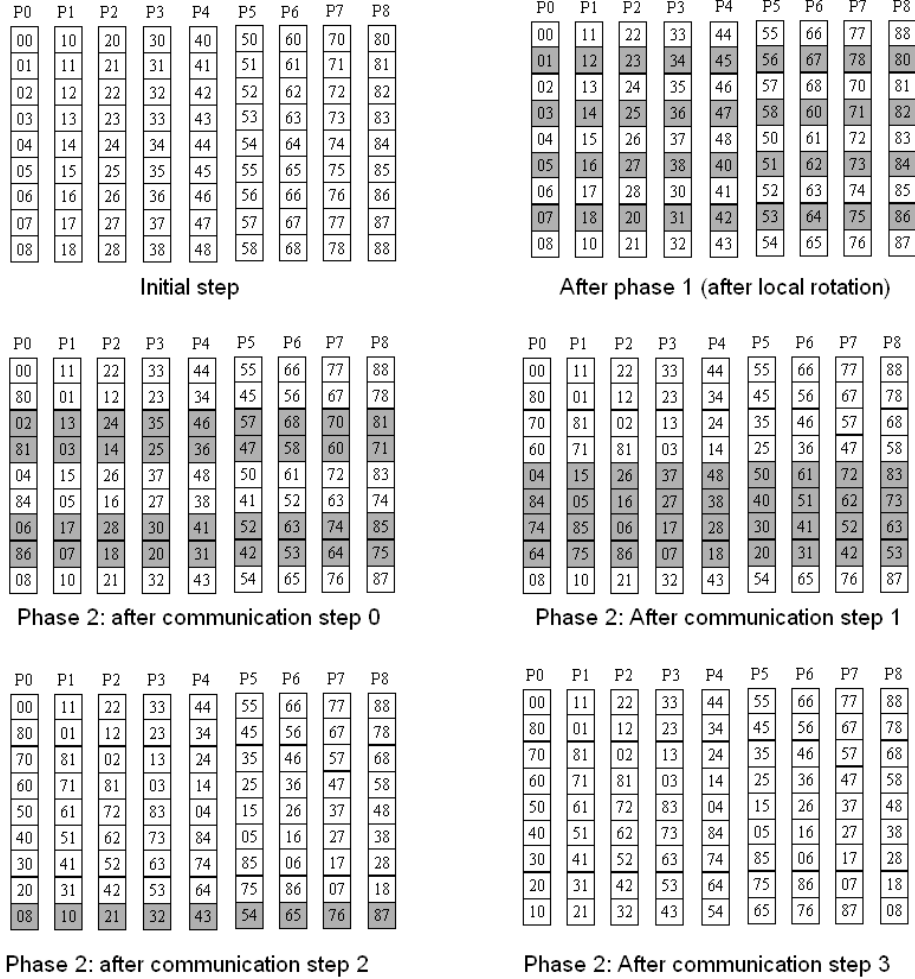 P0 P1 P2 P3 P4 P5 P6 P7 P8
00 10 20 30 40 50 60 70 80
01 11 21 31 41 51 61 71 81
02 12 22 32 42 52 62 72 82
03 13 23 33 43 53 63 73 83
04 14 24 34 44 54 64 74 84
05 15 25 35 45 55 65 75 85
06 16 26 36 46 56 66 76 86
07 17 27 37 47 57 67 77 87
08 18 28 38 48 58 68 78 88
Initial step
P0 P1 P2 P3 P4 P5 P6 P7 P8
00 11 22 33 44 55 66 77 88
01 12 23 34 45 56 67 78 80
02 13 24 35 46 57 68 70 81
03 14 25 36 47 58 60 71 82
04 15 26 37 48 50 61 72 83
05 16 27 38 40 51 62 73 84
06 17 28 30 41 52 63 74 85
07 18 20 31 42 53 64 75 86
08 10 21 32 43 54 65 76 87
After phase 1 (after local rotation)
P0 P1 P2 P3 P4 P5 P6 P7 P8
00 11 22 33 44 55 66 77 88
80 01 12 23 34 45 56 67 78
02 13 24 35 46 57 68 70 81
81 03 14 25 36 47 58 60 71
04 15 26 37 48 50 61 72 83
84 05 16 27 38 41 52 63 74
06 17 28 30 41 52 63 74 85
86 07 18 20 31 42 53 64 75
08 10 21 32 43 54 65 76 87
Phase 2: after communication step 0
P0 P1 P2 P3 P4 P5 P6 P7 P8
00 11 22 33 44 55 66 77 88
80 01 12 23 34 45 56 67 78
70 81 02 13 24 35 46 57 68
60 71 81 03 14 25 36 47 58
04 15 26 37 48 50 61 72 83
84 05 16 27 38 40 51 62 73
74 85 06 17 28 30 41 52 63
64 75 86 07 18 20 31 42 53
08 10 21 32 43 54 65 76 87
Phase 2: After communication step 1
P0 P1 P2 P3 P4 P5 P6 P7 P8
00 11 22 33 44 55 66 77 88
80 01 12 23 34 45 56 67 78
70 81 02 13 24 35 46 57 68
60 71 81 03 14 25 36 47 58
50 61 72 83 04 15 26 37 48
40 51 62 73 84 05 16 27 38
30 41 52 63 74 85 06 17 28
20 31 42 53 64 75 86 07 18
08 10 21 32 43 54 65 76 87
Phase 2: after communication step 2
P0 P1 P2 P3 P4 P5 P6 P7 P8
00 11 22 33 44 55 66 77 88
80 01 12 23 34 45 56 67 78
70 81 02 13 24 35 46 57 68
60 71 81 03 14 25 36 47 58
50 61 72 83 04 15 26 37 48
40 51 62 73 84 05 16 27 38
30 41 52 63 74 85 06 17 28
20 31 42 53 64 75 86 07 18
10 21 32 43 54 65 76 87 08
Phase 2: After communication step 3